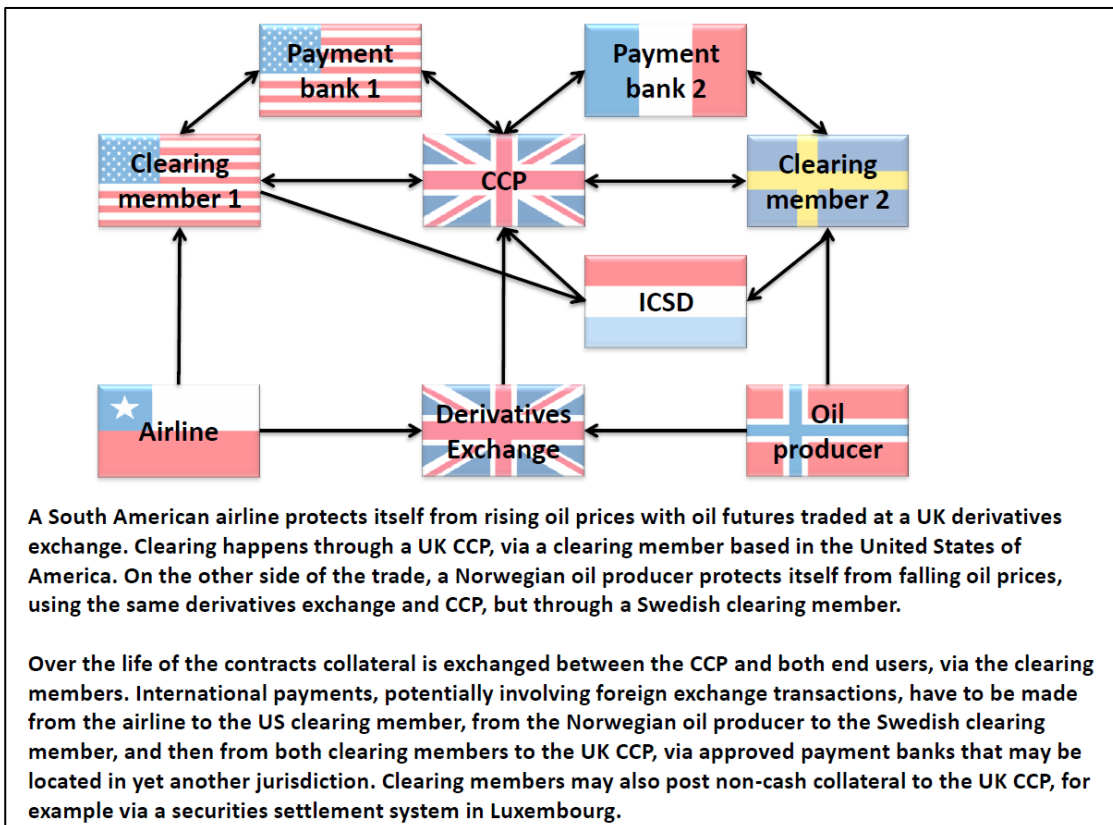 Payment
bank 1
Payment
bank 2
Clearing
member 1
CCP
Clearing
member 2
ICSD
Airline
Derivatives
Exchange
Oil
producer
A South American airline protects itself from rising oil prices with oil futures traded at a UK derivatives
exchange. Clearing happens through a UK CCP, via a clearing member based in the United States of
America. On the other side of the trade, a Norwegian oil producer protects itself from falling oil prices,
using the same derivatives exchange and CCP, but through a Swedish clearing member.
Over the life of the contracts collateral is exchanged between the CCP and both end users, via the clearing
members. International payments, potentially involving foreign exchange transactions, have to be made
from the airline to the US clearing member, from the Norwegian oil producer to the Swedish clearing
member, and then from both clearing members to the UK CCP, via approved payment banks that may be
located in yet another jurisdiction. Clearing members may also post non-cash collateral to the UK CCP, for
example via a securities settlement system in Luxembourg.